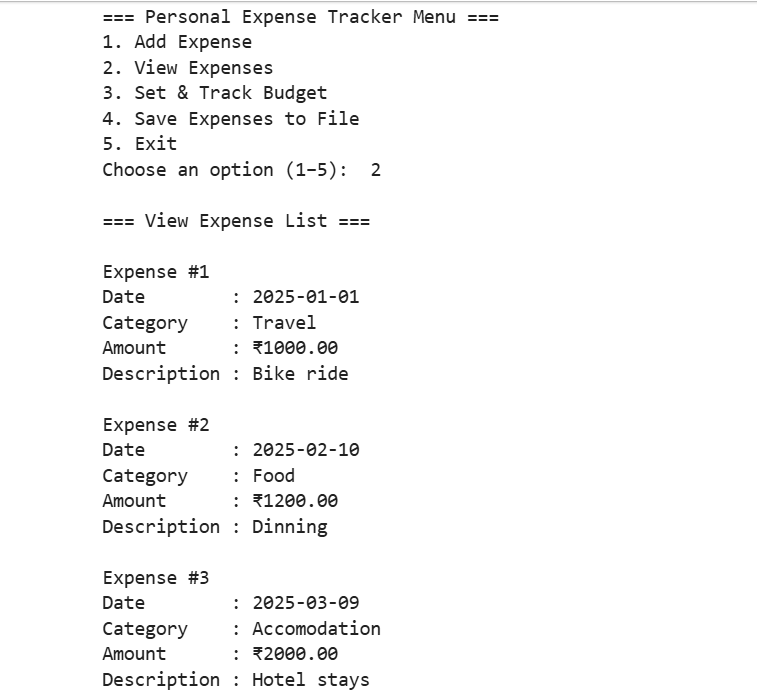 === Personal Expense Tracker Menu ===
1. Add Expense
2. View Expenses
3. Set & Track Budget
4. Save Expenses to File
5. Exit
Choose an option (1–5):  2
=== View Expense List ===
Expense #1
Date        : 2025-01-01
Category    : Travel
Amount      : ₹1000.00
Description : Bike ride
Expense #2
Date        : 2025-02-10
Category    : Food
Amount      : ₹1200.00
Description : Dinning
Expense #3
Date        : 2025-03-09
Category    : Accomodation
Amount      : ₹2000.00
Description : Hotel stays